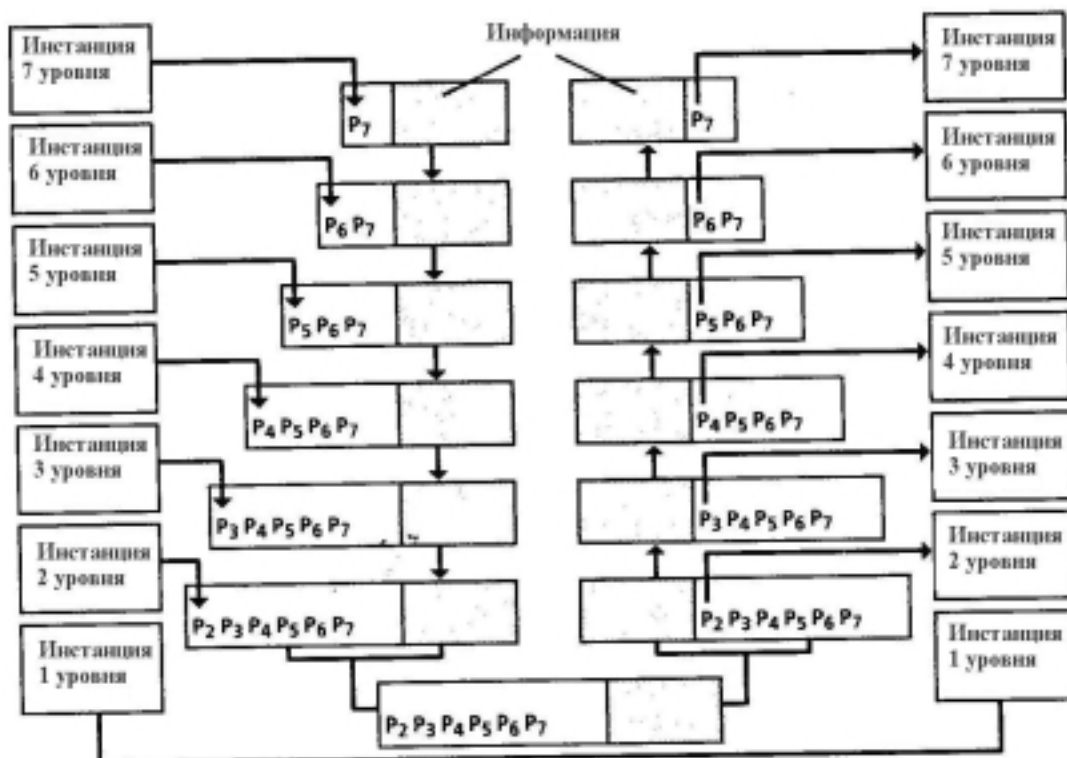 Информация
Инстанция
7 уровня
P7
P7
Инстанция
7 уровня
Инстанция
6 уровня
P6 P7
P6 P7
Инстанция
6 уровня
Инстанция
5 уровня
P5 P6 P7
P5 P6 P7
Инстанция
5 уровня
Инстанция
4 уровня
P4 P5 P6 P7
P4 P5 P6 P7
Инстанция
4 уровня
Инстанция
3 уровня
P3 P4 P5 P6 P7
P3 P4 P5 P6 P7
Инстанция
3 уровня
Инстанция
2 уровня
P2 P3 P4 P5 P6 P7
P2 P3 P4 P5 P6 P7
Инстанция
2 уровня
Инстанция
1 уровня
P2 P3 P4 P5 P6 P7
Инстанция
1 уровня